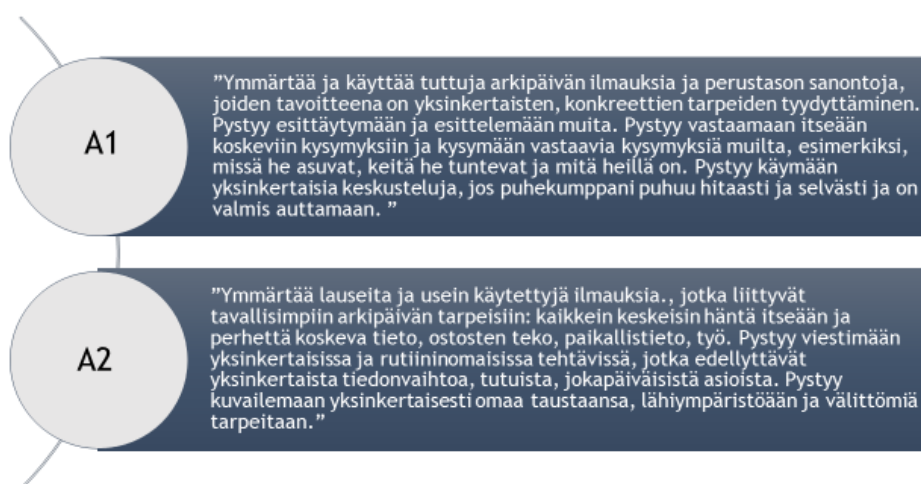 A1
”Ymmärtää ja käyttää tuttuja arkipäivän ilmauksia ja perustason sanontoja,
joiden tavoitteena on yksinkertaisten, konkreettien tarpeiden tyydyttäminen.
Pystyy esittäytymään ja esittelemään muita. Pystyy vastaamaan itseään
koskeviin kysymyksiin ja kysymään vastaavia kysymyksiä muilta, esimerkiksi,
missä he asuvat, keitä he tuntevat ja mitä heillä on. Pystyy käymään
yksinkertaisia keskusteluja, jos puhekumppani puhuu hitaasti ja selvästi ja on
valmis auttamaan. ”
A2
”Ymmärtää lauseita ja usein käytettyjä ilmauksia., jotka liittyvät
tavallisimpiin arkipäivän tarpeisiin: kaikkein keskeisin häntä itseään ja
perhettä koskeva tieto, ostosten teko, paikallistieto, työ. Pystyy viestimään
yksinkertaisissa ja rutiininomaisissa tehtävissä, jotka edellyttävät
yksinkertaista tiedonvaihtoa, tutuista, jokapäiväisistä asioista. Pystyy
kuvailemaan yksinkertaisesti omaa taustaansa, lähiympäristöään ja välittömiä
tarpeitaan.”